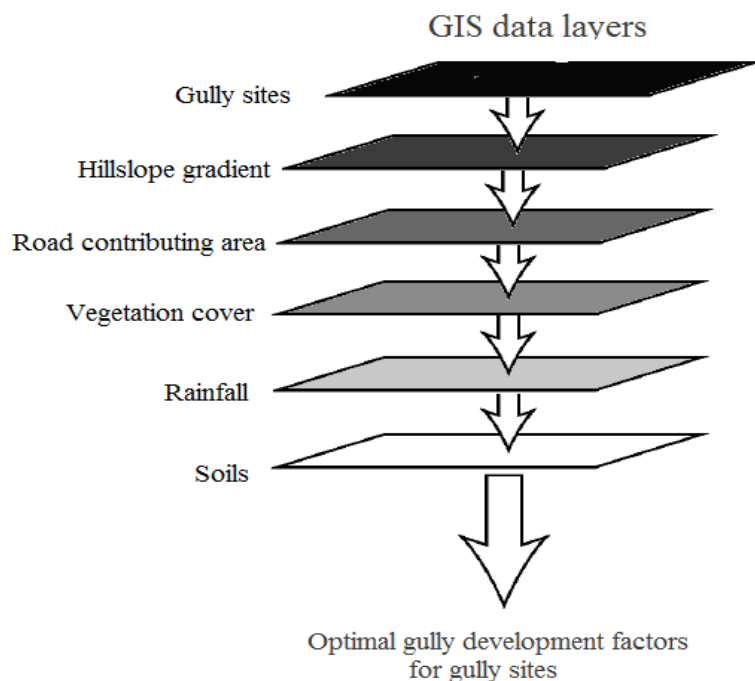 GIS data layers
Gully sites
Hillslope gradient
Road contributing area
Vegetation cover
Rainfall
Soils
Optimal gully development factors
for gully sites